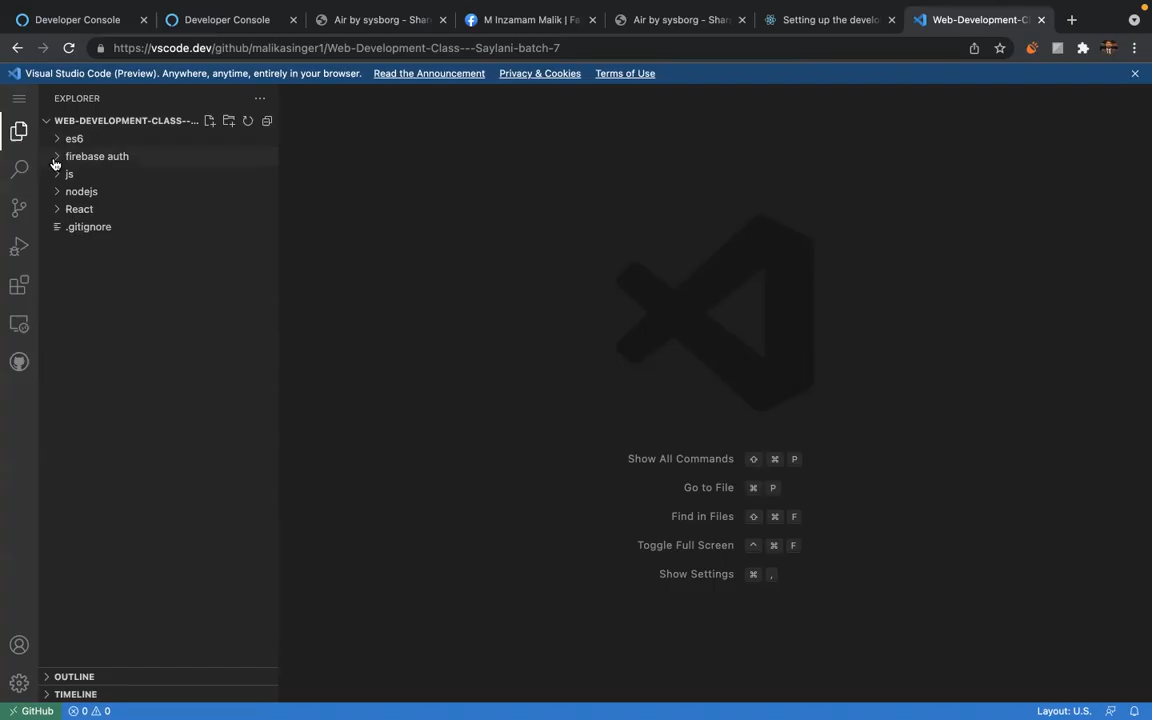 Developer Console
Developer Console
Air by sysborg - Share
M Inzamam Malik | Fa
Air by sysborg - Share
Setting up the develo
Web-Development-C
https://vscode.dev/github/malikasinger1/Web-Development-Class---Saylani-batch-7
Visual Studio Code (Preview). Anywhere, anytime, entirely in your browser. Read the Announcement Privacy & Cookies Terms of Use
EXPLORER
WEB-DEVELOPMENT-CLASS--...
es6
firebase auth
js
nodejs
React
.gitignore
Show All Commands ⇧ ⌘ P
Go to File ⌘ P
Find in Files ⇧ ⌘ F
Toggle Full Screen ^ ⌘ F
Show Settings ⌘ ,
OUTLINE
TIMELINE
GitHub 0 0 Layout: U.S.